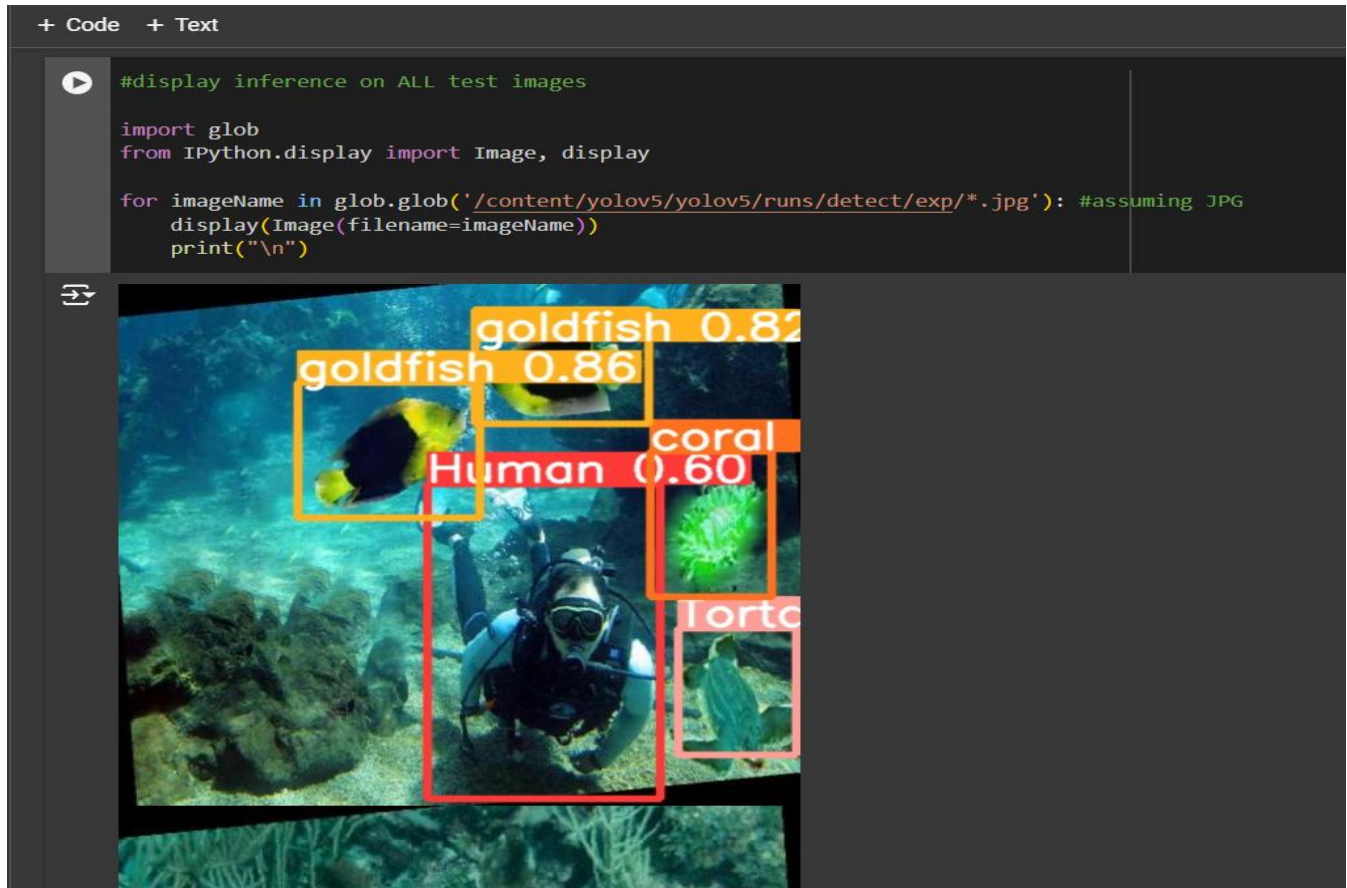 + Code + Text
#display inference on ALL test images
import glob
from IPython.display import Image, display
for imageName in glob.glob('/content/yolov5/yolov5/runs/detect/exp/*.jpg'): #assuming JPG
display(Image(filename=imageName))
print("\n")
goldfish 0.82
goldfish 0.86
coral
Human 0.60
Torto